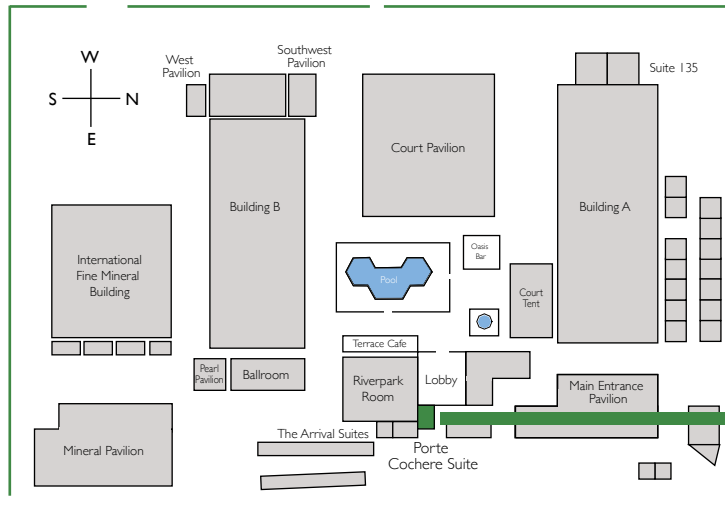 W
S N
E
West
Pavilion
Southwest
Pavilion
Suite 135
Court Pavilion
Building B
Building A
International
Fine Mineral
Building
Oasis
Bar
Pool
Court
Tent
Terrace Cafe
Pearl
Pavilion
Ballroom
Riverpark
Room
Lobby
Main Entrance
Pavilion
The Arrival Suites
Mineral Pavilion
Porte
Cochere Suite